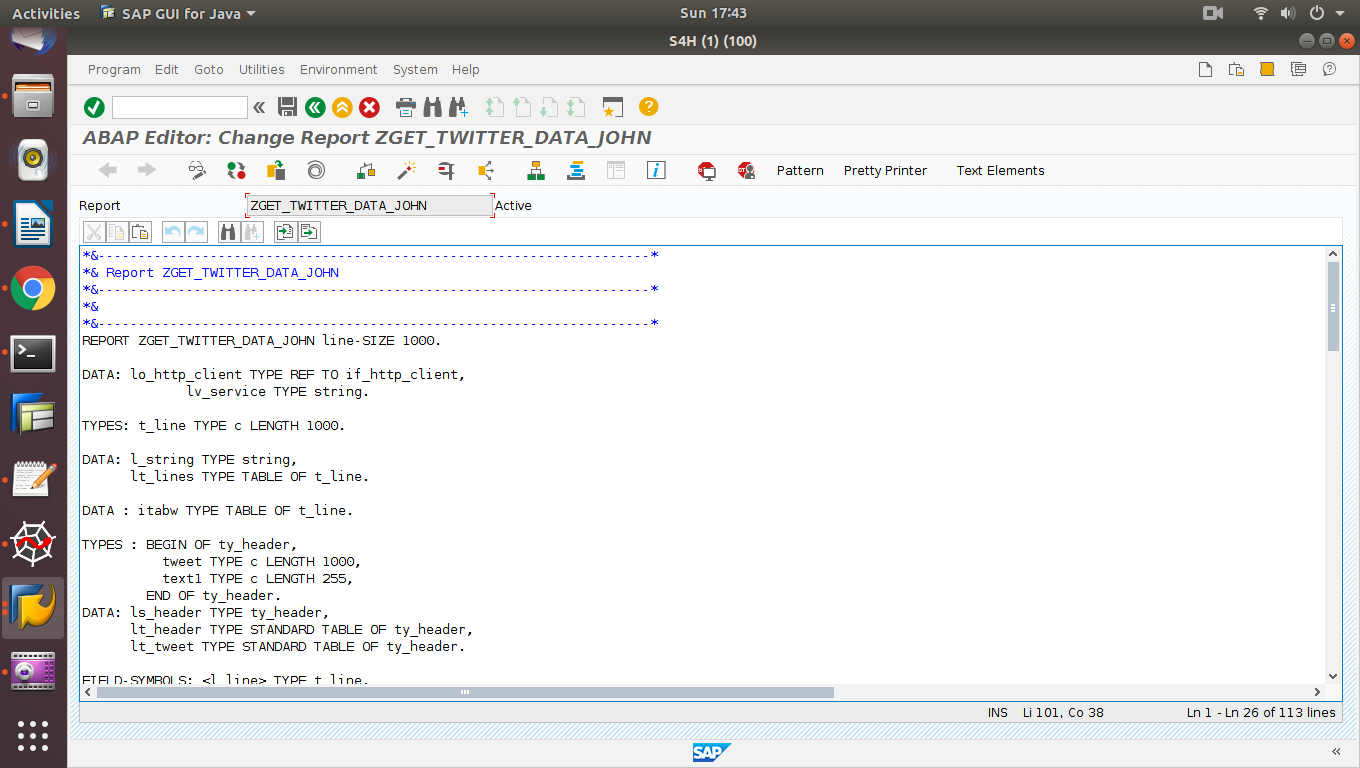 Activities SAP GUI for Java Sun 17:43
S4H (1) (100)
Program Edit Goto Utilities Environment System Help
ABAP Editor: Change Report ZGET_TWITTER_DATA_JOHN
Pattern Pretty Printer Text Elements
Report ZGET_TWITTER_DATA_JOHN Active
*&---------------------------------------------------------------------*
*& Report ZGET_TWITTER_DATA_JOHN
*&---------------------------------------------------------------------*
*&
*&---------------------------------------------------------------------*
REPORT ZGET_TWITTER_DATA_JOHN line-SIZE 1000.
DATA: lo_http_client TYPE REF TO if_http_client,
lv_service TYPE string.
TYPES: t_line TYPE c LENGTH 1000.
DATA: l_string TYPE string,
lt_lines TYPE TABLE OF t_line.
DATA : itabw TYPE TABLE OF t_line.
TYPES : BEGIN OF ty_header,
tweet TYPE c LENGTH 1000,
text1 TYPE c LENGTH 255,
END OF ty_header.
DATA: ls_header TYPE ty_header,
lt_header TYPE STANDARD TABLE OF ty_header,
lt_tweet TYPE STANDARD TABLE OF ty_header.
FIELD-SYMBOLS: <l_line> TYPE t_line.
INS Li 101, Co 38 Ln 1 - Ln 26 of 113 lines
SAP